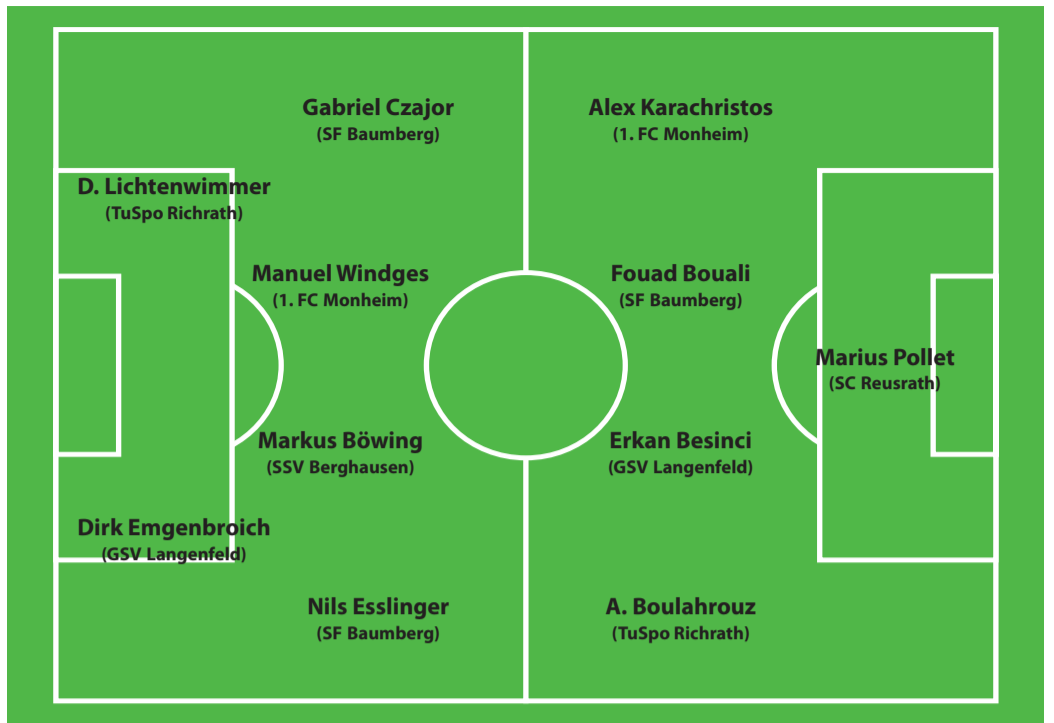 Gabriel Czajor
(SF Baumberg)
Alex Karachristos
(1. FC Monheim)
D. Lichtenwimmer
(TuSpo Richrath)
Manuel Windges
(1. FC Monheim)
Fouad Bouali
(SF Baumberg)
Marius Pollet
(SC Reusrath)
Markus Böwing
(SSV Berghausen)
Erkan Besinci
(GSV Langenfeld)
Dirk Emgenbroich
(GSV Langenfeld)
Nils Esslinger
(SF Baumberg)
A. Boulahrouz
(TuSpo Richrath)